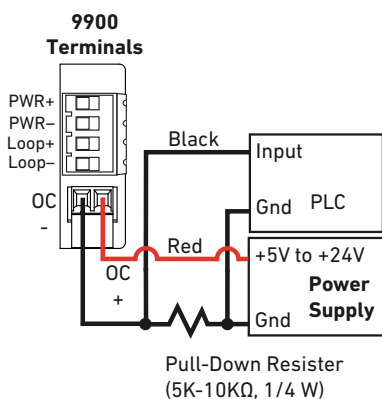 9900
Terminals
PWR+
PWR–
Loop+
Loop–
OC
-
OC
+
Black
Red
Input
Gnd
PLC
+5V to +24V
Power
Supply
Gnd
Pull-Down Resister
(5K-10KΩ, 1/4 W)